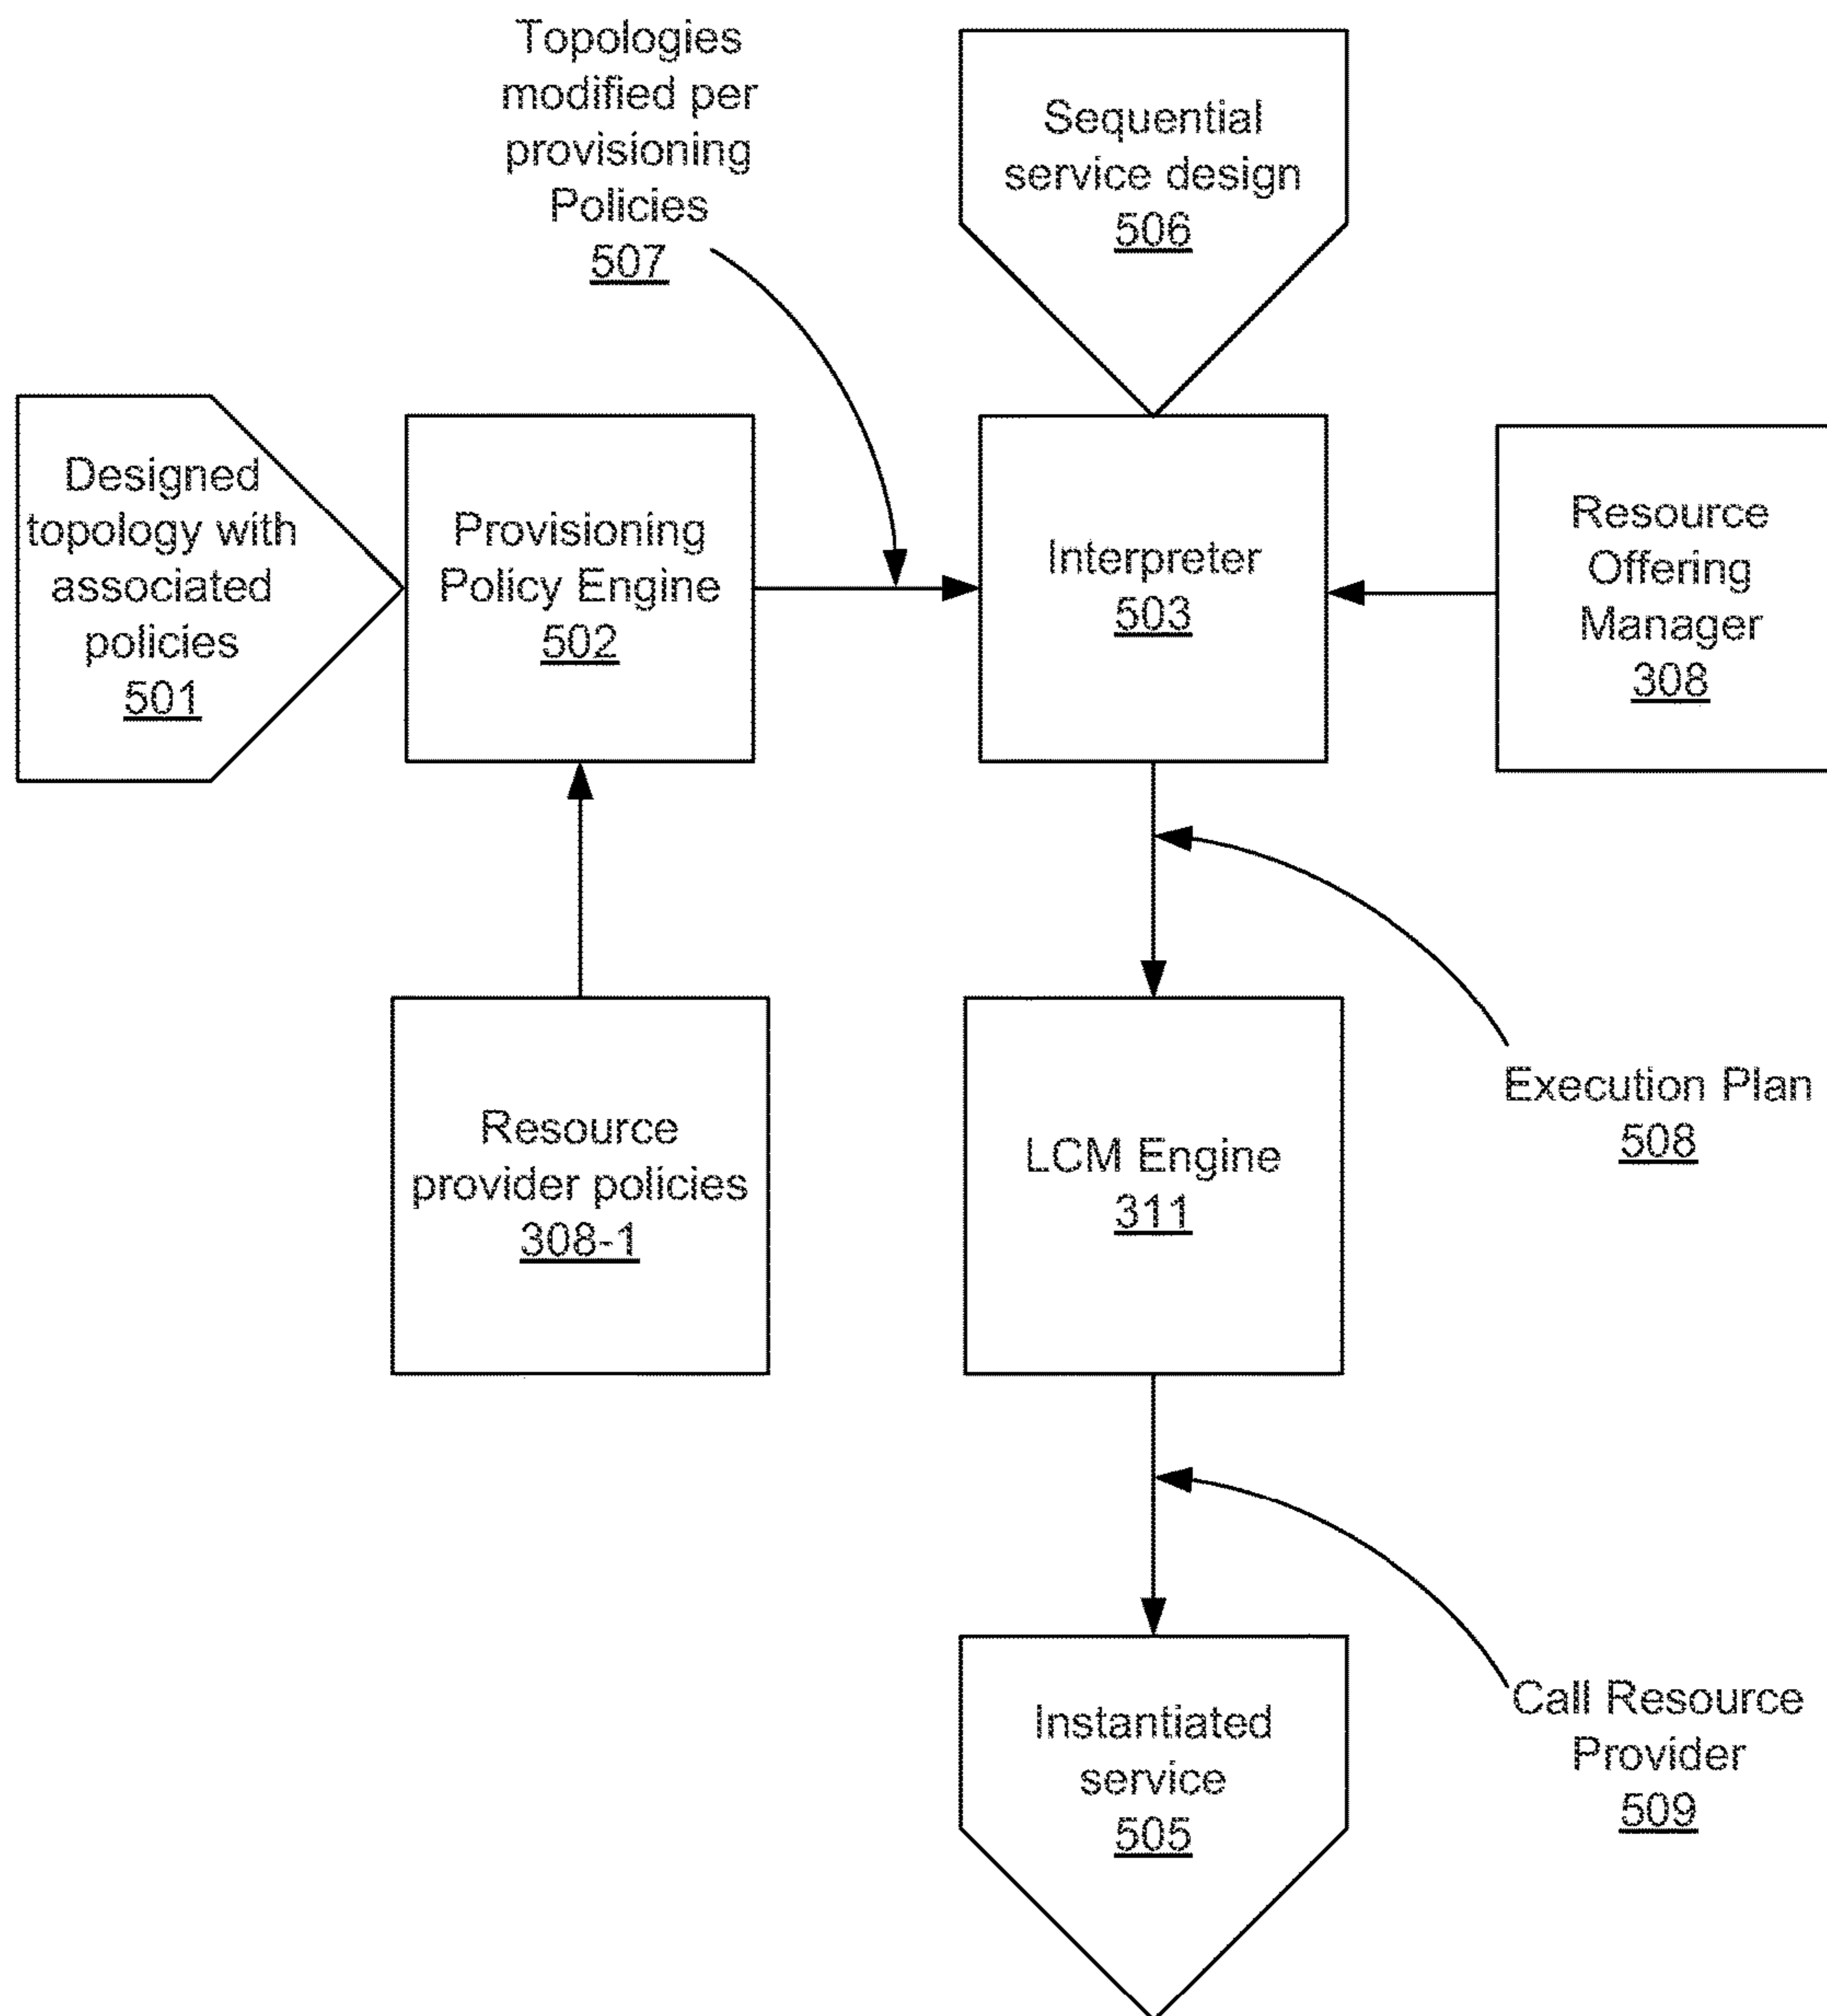 Topologies
modified per
provisioning
Policies
507
Sequential
service design
506
Designed
topology with
associated
policies
501
Provisioning
Policy Engine
502
Interpreter
503
Resource
Offering
Manager
308
Resource
provider policies
308-1
LCM Engine
311
Execution Plan
508
Instantiated
service
505
Call Resource
Provider
509